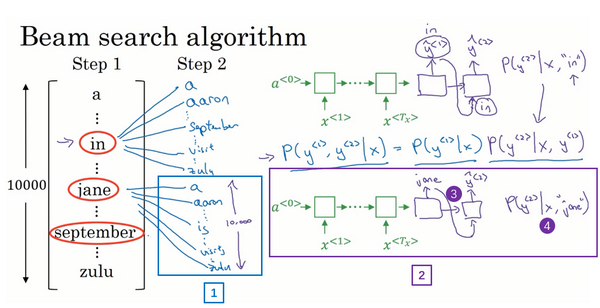 Beam search algorithm
Step 1
Step 2
10000
a
⋮
in
⋮
jane
⋮
september
⋮
zulu
a
aaron
⋮
september
⋮
visit
⋮
zulu
a
aaron
⋮
is
⋮
visits
⋮
zulu
10,000
1
in
ŷ<1> ŷ<2>
a<0>
x<1> x<Tx>
in
P(y<2>|x,"in")
→ P(y<1>, y<2>|x) = P(y<1>|x) P(y<2>|x, y<1>)
jane ŷ<2>
3
a<0>
x<1> x<Tx>
P(y<2>|x,"jane")
4
2